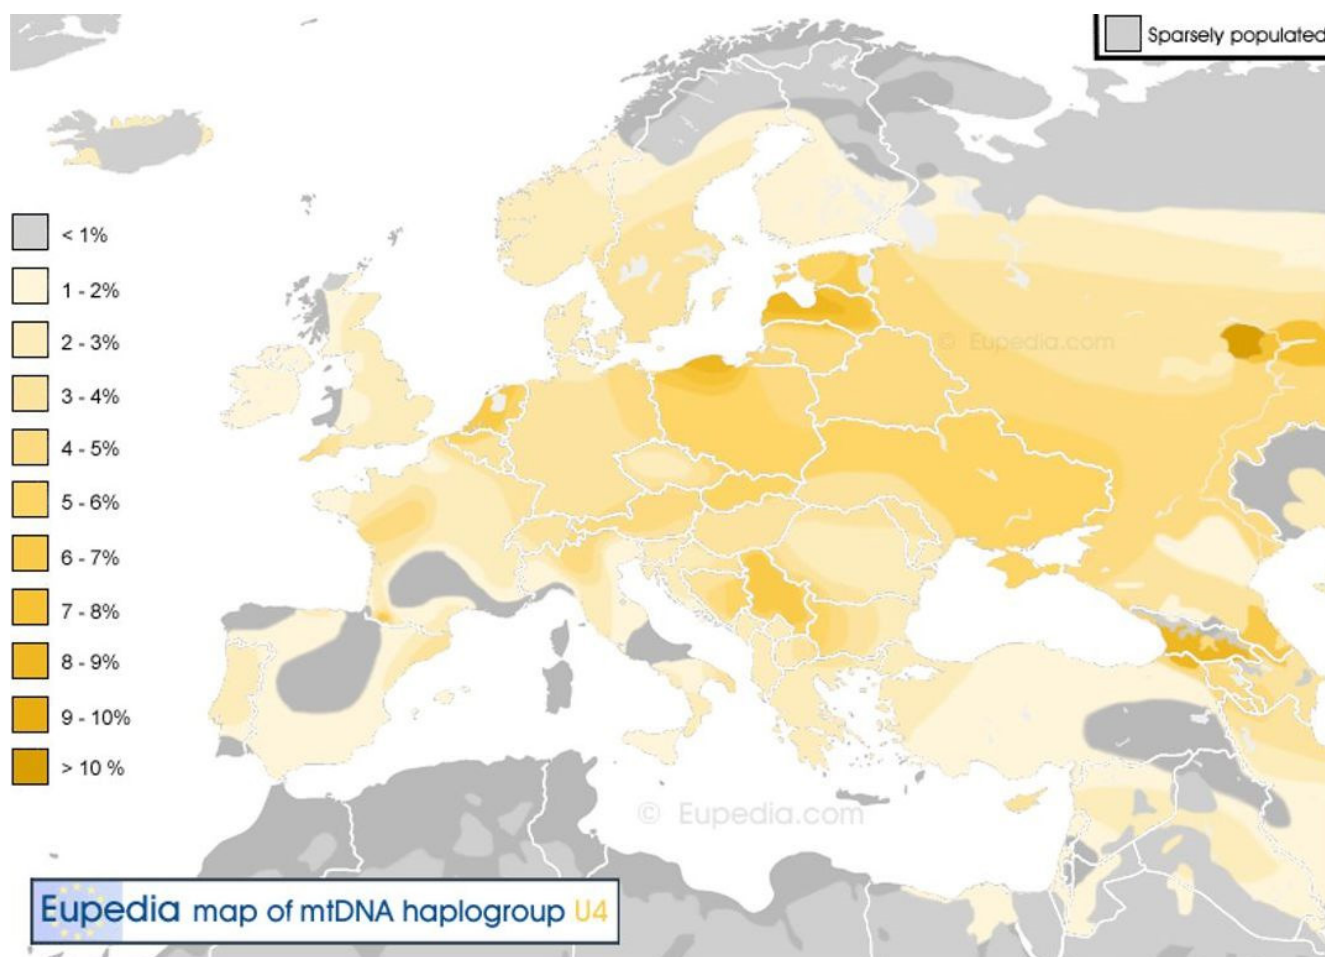 Sparsely populated
< 1%
1 - 2%
2 - 3%
3 - 4%
4 - 5%
5 - 6%
6 - 7%
7 - 8%
8 - 9%
9 - 10%
> 10 %
© Eupedia.com
© Eupedia.com
Eupedia map of mtDNA haplogroup U4